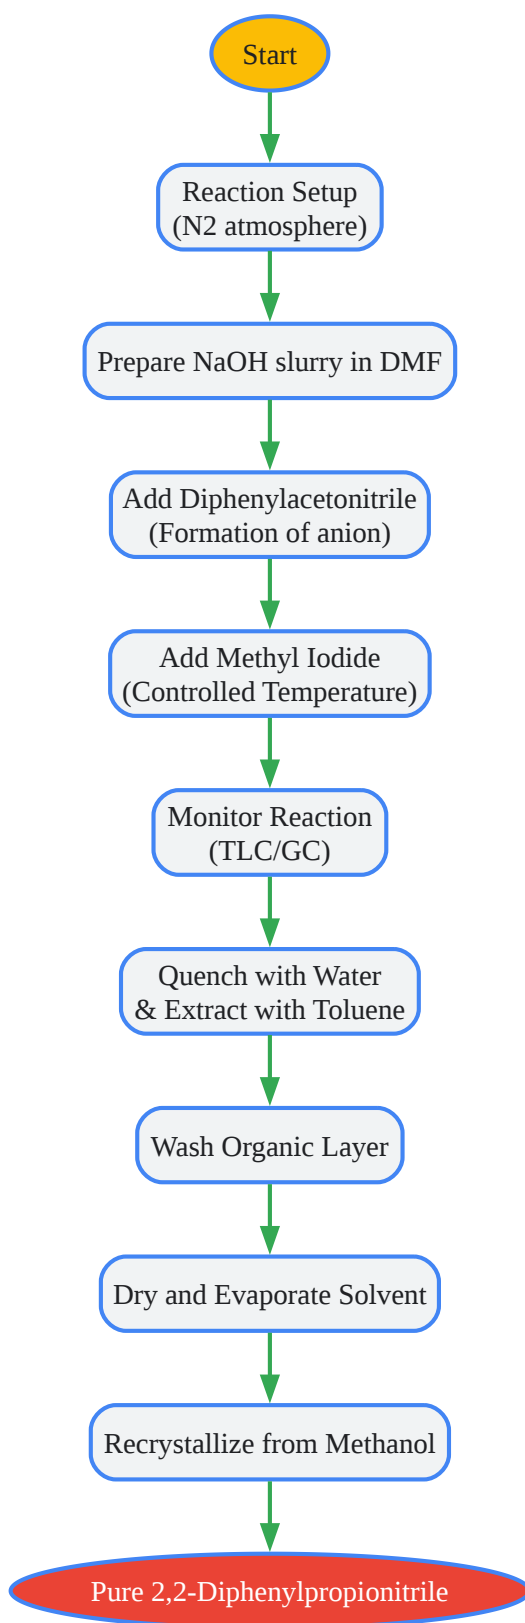 Start
Reaction Setup
(N2 atmosphere)
Prepare NaOH slurry in DMF
Add Diphenylacetonitrile
(Formation of anion)
Add Methyl Iodide
(Controlled Temperature)
Monitor Reaction
(TLC/GC)
Quench with Water
& Extract with Toluene
Wash Organic Layer
Dry and Evaporate Solvent
Recrystallize from Methanol
Pure 2,2-Diphenylpropionitrile